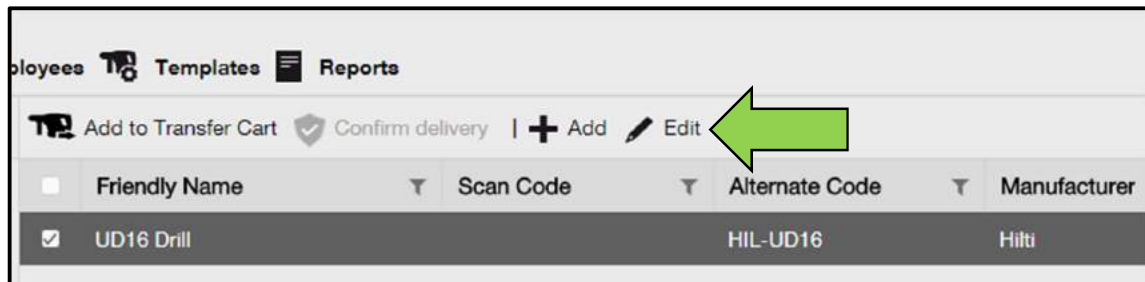 ployees Templates Reports
Add to Transfer Cart Confirm delivery | Add Edit
Friendly Name Scan Code Alternate Code Manufacturer
UD16 Drill HIL-UD16 Hilti